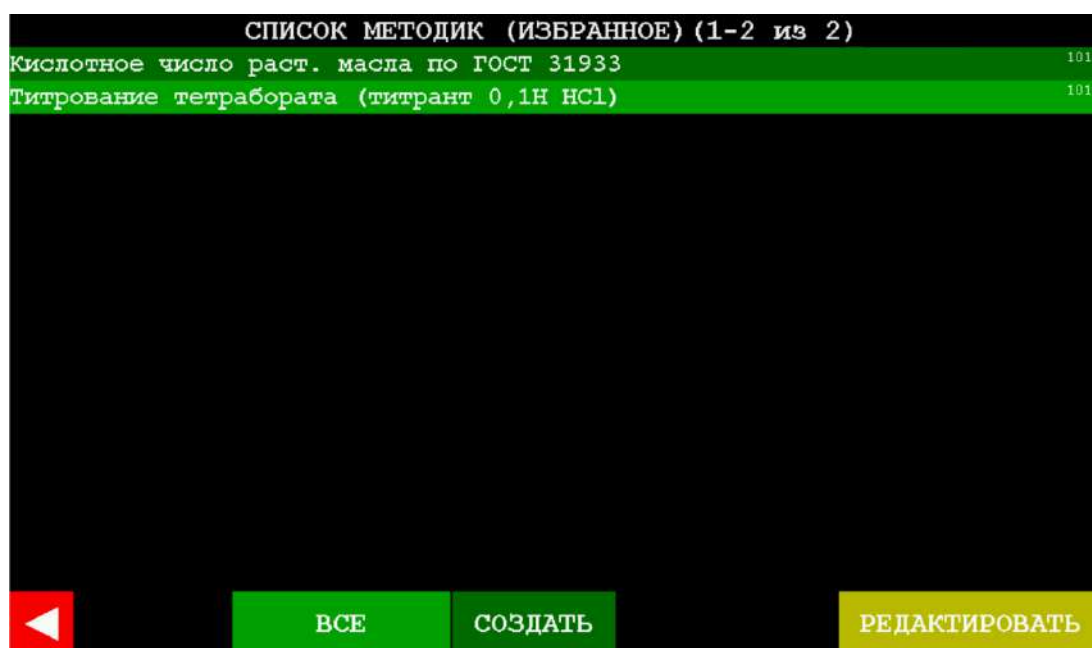 СПИСОК МЕТОДИК (ИЗБРАННОЕ) (1-2 из 2)
Кислотное число раст. масла по ГОСТ 31933 101
Титрование тетрабората (титрант 0,1Н HCl) 101
ВСЕ СОЗДАТЬ РЕДАКТИРОВАТЬ